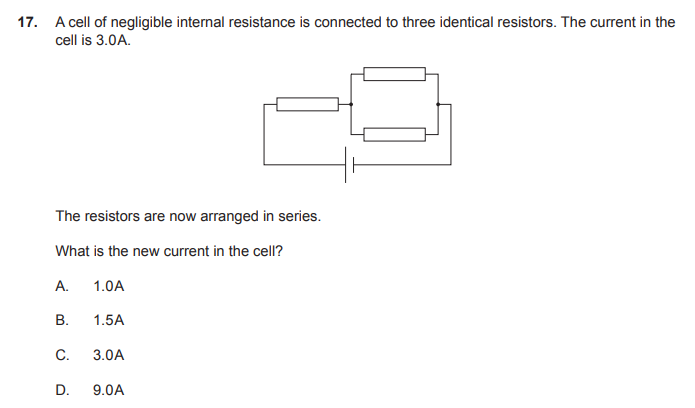 17. A cell of negligible internal resistance is connected to three identical resistors. The current in the
cell is 3.0A.
The resistors are now arranged in series.
What is the new current in the cell?
A. 1.0A
B. 1.5A
C. 3.0A
D. 9.0A